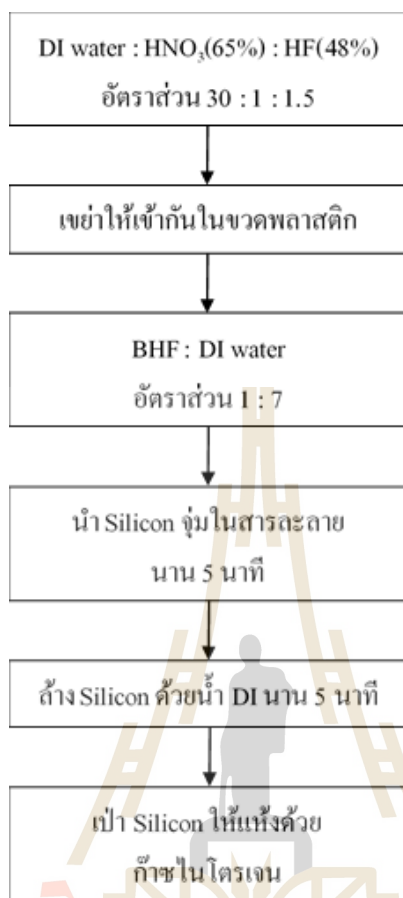 DI water : HNO₃(65%) : HF(48%)
อัตราส่วน 30 : 1 : 1.5
เขย่าให้เข้ากันในขวดพลาสติก
BHF : DI water
อัตราส่วน 1 : 7
นำ Silicon จุ่มในสารละลาย
นาน 5 นาที
ล้าง Silicon ด้วยน้ำ DI นาน 5 นาที
เป่า Silicon ให้แห้งด้วย
ก๊าซไนโตรเจน